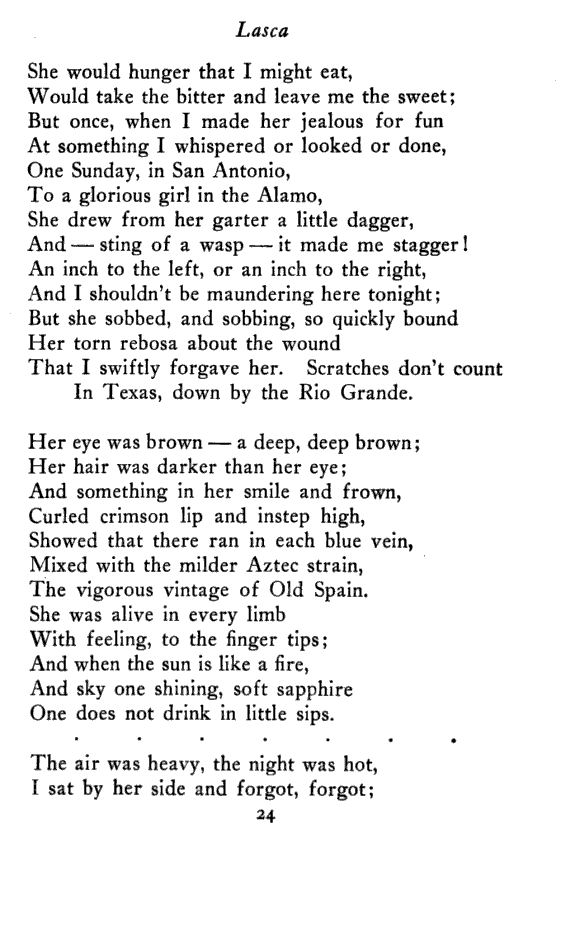 Lasca
She would hunger that I might eat,
Would take the bitter and leave me the sweet;
But once, when I made her jealous for fun
At something I whispered or looked or done,
One Sunday, in San Antonio,
To a glorious girl in the Alamo,
She drew from her garter a little dagger,
And — sting of a wasp — it made me stagger!
An inch to the left, or an inch to the right,
And I shouldn't be maundering here tonight;
But she sobbed, and sobbing, so quickly bound
Her torn rebosa about the wound
That I swiftly forgave her. Scratches don't count
In Texas, down by the Rio Grande.
Her eye was brown — a deep, deep brown;
Her hair was darker than her eye;
And something in her smile and frown,
Curled crimson lip and instep high,
Showed that there ran in each blue vein,
Mixed with the milder Aztec strain,
The vigorous vintage of Old Spain.
She was alive in every limb
With feeling, to the finger tips;
And when the sun is like a fire,
And sky one shining, soft sapphire
One does not drink in little sips.
. . . . . . .
The air was heavy, the night was hot,
I sat by her side and forgot, forgot;
24